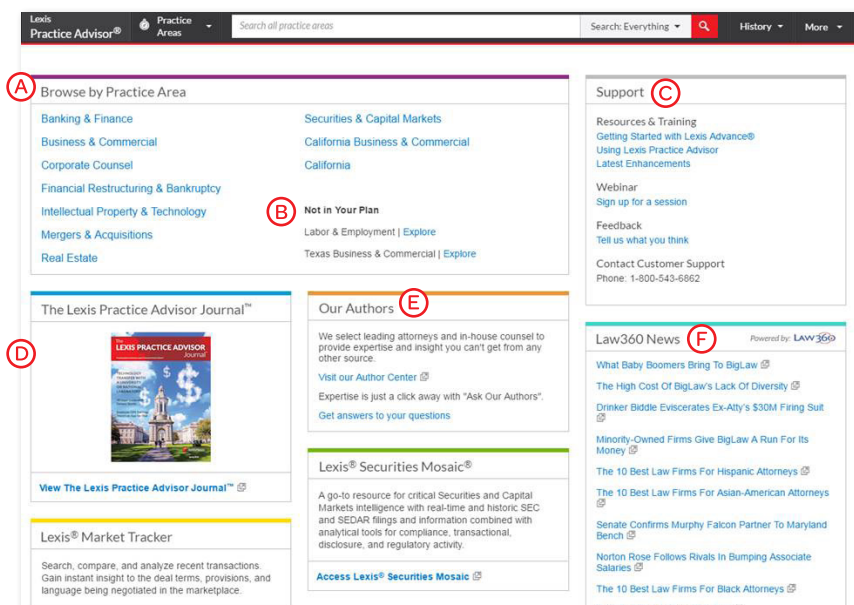 Lexis
Practice Advisor®
Practice
Areas
Search all practice areas
Search: Everything
History
More
A
Browse by Practice Area
Banking & Finance
Business & Commercial
Corporate Counsel
Financial Restructuring & Bankruptcy
Intellectual Property & Technology
Mergers & Acquisitions
Real Estate
Securities & Capital Markets
California Business & Commercial
California
B
Not in Your Plan
Labor & Employment | Explore
Texas Business & Commercial | Explore
Support
C
Resources & Training
Getting Started with Lexis Advance®
Using Lexis Practice Advisor
Latest Enhancements
Webinar
Sign up for a session
Feedback
Tell us what you think
Contact Customer Support
Phone: 1-800-543-6862
The Lexis Practice Advisor Journal™
D
The
LEXIS PRACTICE ADVISOR
Journal™
TECHNOLOGY
TRANSFER WITH
A UNIVERSITY
OR NATIONAL
LABORATORY
View The Lexis Practice Advisor Journal™
Our Authors
E
We select leading attorneys and in-house counsel to
provide expertise and insight you can't get from any
other source.
Visit our Author Center
Expertise is just a click away with "Ask Our Authors".
Get answers to your questions
Lexis® Securities Mosaic®
A go-to resource for critical Securities and Capital
Markets intelligence with real-time and historic SEC
and SEDAR filings and information combined with
analytical tools for compliance, transactional,
disclosure, and regulatory activity.
Access Lexis® Securities Mosaic
Lexis® Market Tracker
Search, compare, and analyze recent transactions.
Gain instant insight to the deal terms, provisions, and
language being negotiated in the marketplace.
Law360 News
F
Powered by: LAW360
What Baby Boomers Bring To BigLaw
The High Cost Of BigLaw's Lack Of Diversity
Drinker Biddle Eviscerates Ex-Atty's $30M Firing Suit
Minority-Owned Firms Give BigLaw A Run For Its
Money
The 10 Best Law Firms For Hispanic Attorneys
The 10 Best Law Firms For Asian-American Attorneys
Senate Confirms Murphy Falcon Partner To Maryland
Bench
Norton Rose Follows Rivals In Bumping Associate
Salaries
The 10 Best Law Firms For Black Attorneys